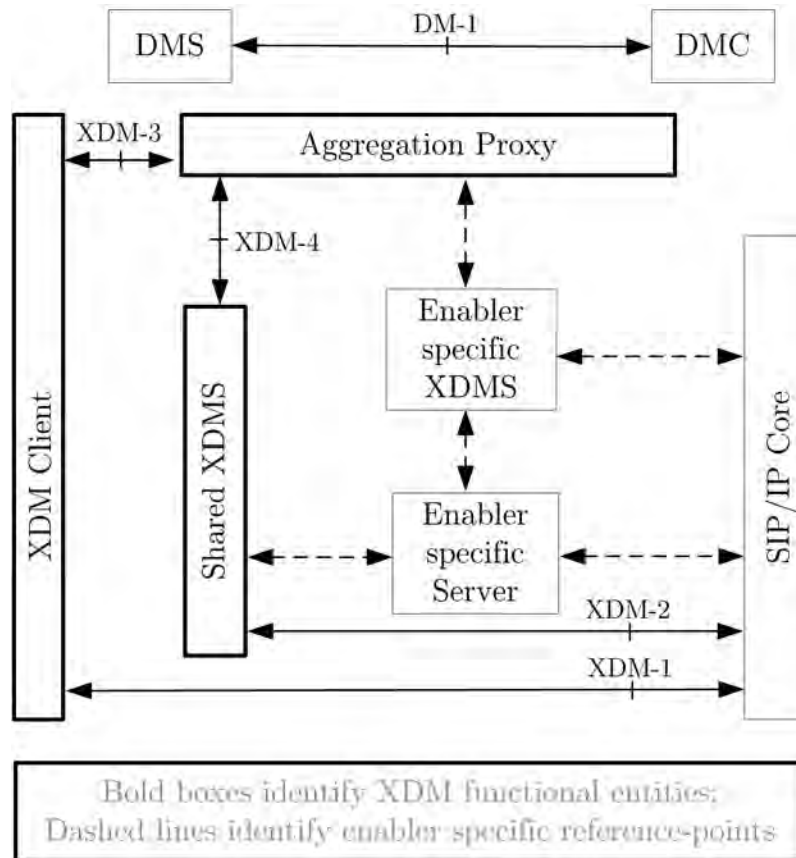 DMS
DM-1
DMC
XDM-3
Aggregation Proxy
XDM-4
Enabler
specific
XDMS
XDM Client
Shared XDMS
SIP/IP Core
Enabler
specific
Server
XDM-2
XDM-1
Bold boxes identify XDM functional entities;
Dashed lines identify enabler specific reference-points